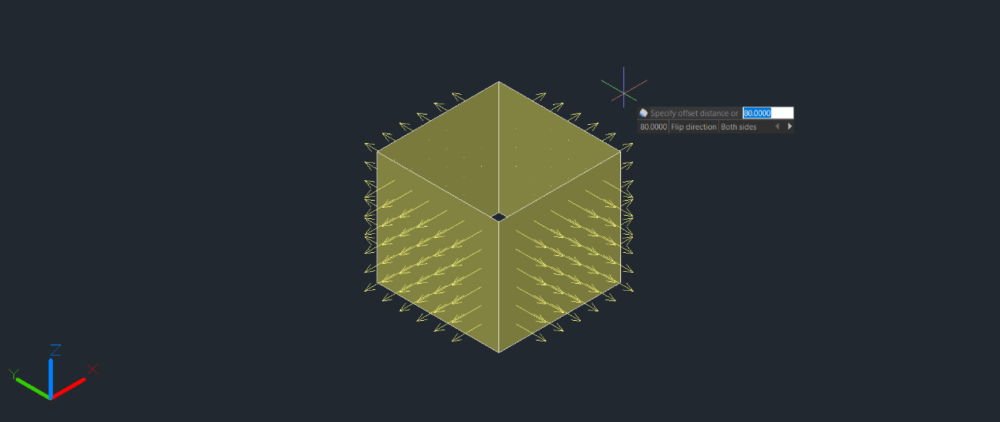 Specify offset distance or 80.0000
80.0000 Flip direction Both sides
Z
Y X